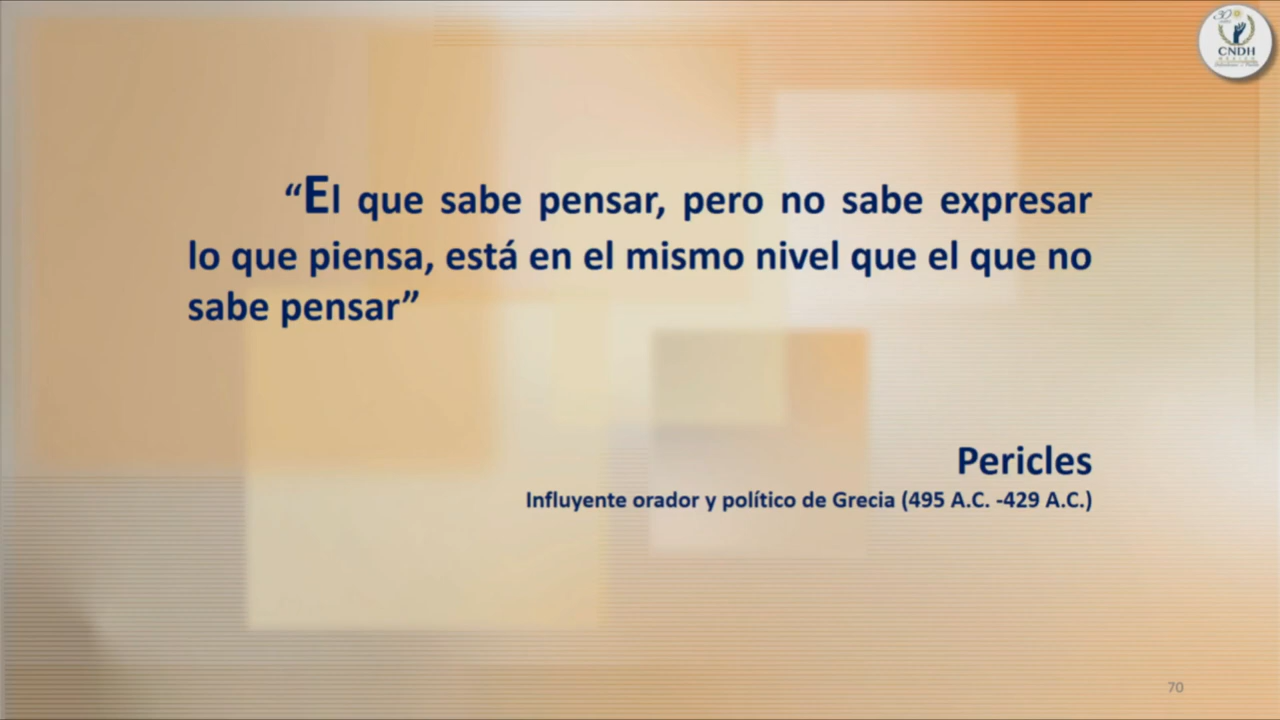 “El que sabe pensar, pero no sabe expresar
lo que piensa, está en el mismo nivel que el que no
sabe pensar”
Pericles
Influyente orador y político de Grecia (495 A.C. -429 A.C.)
70
CNDH
MÉXICO